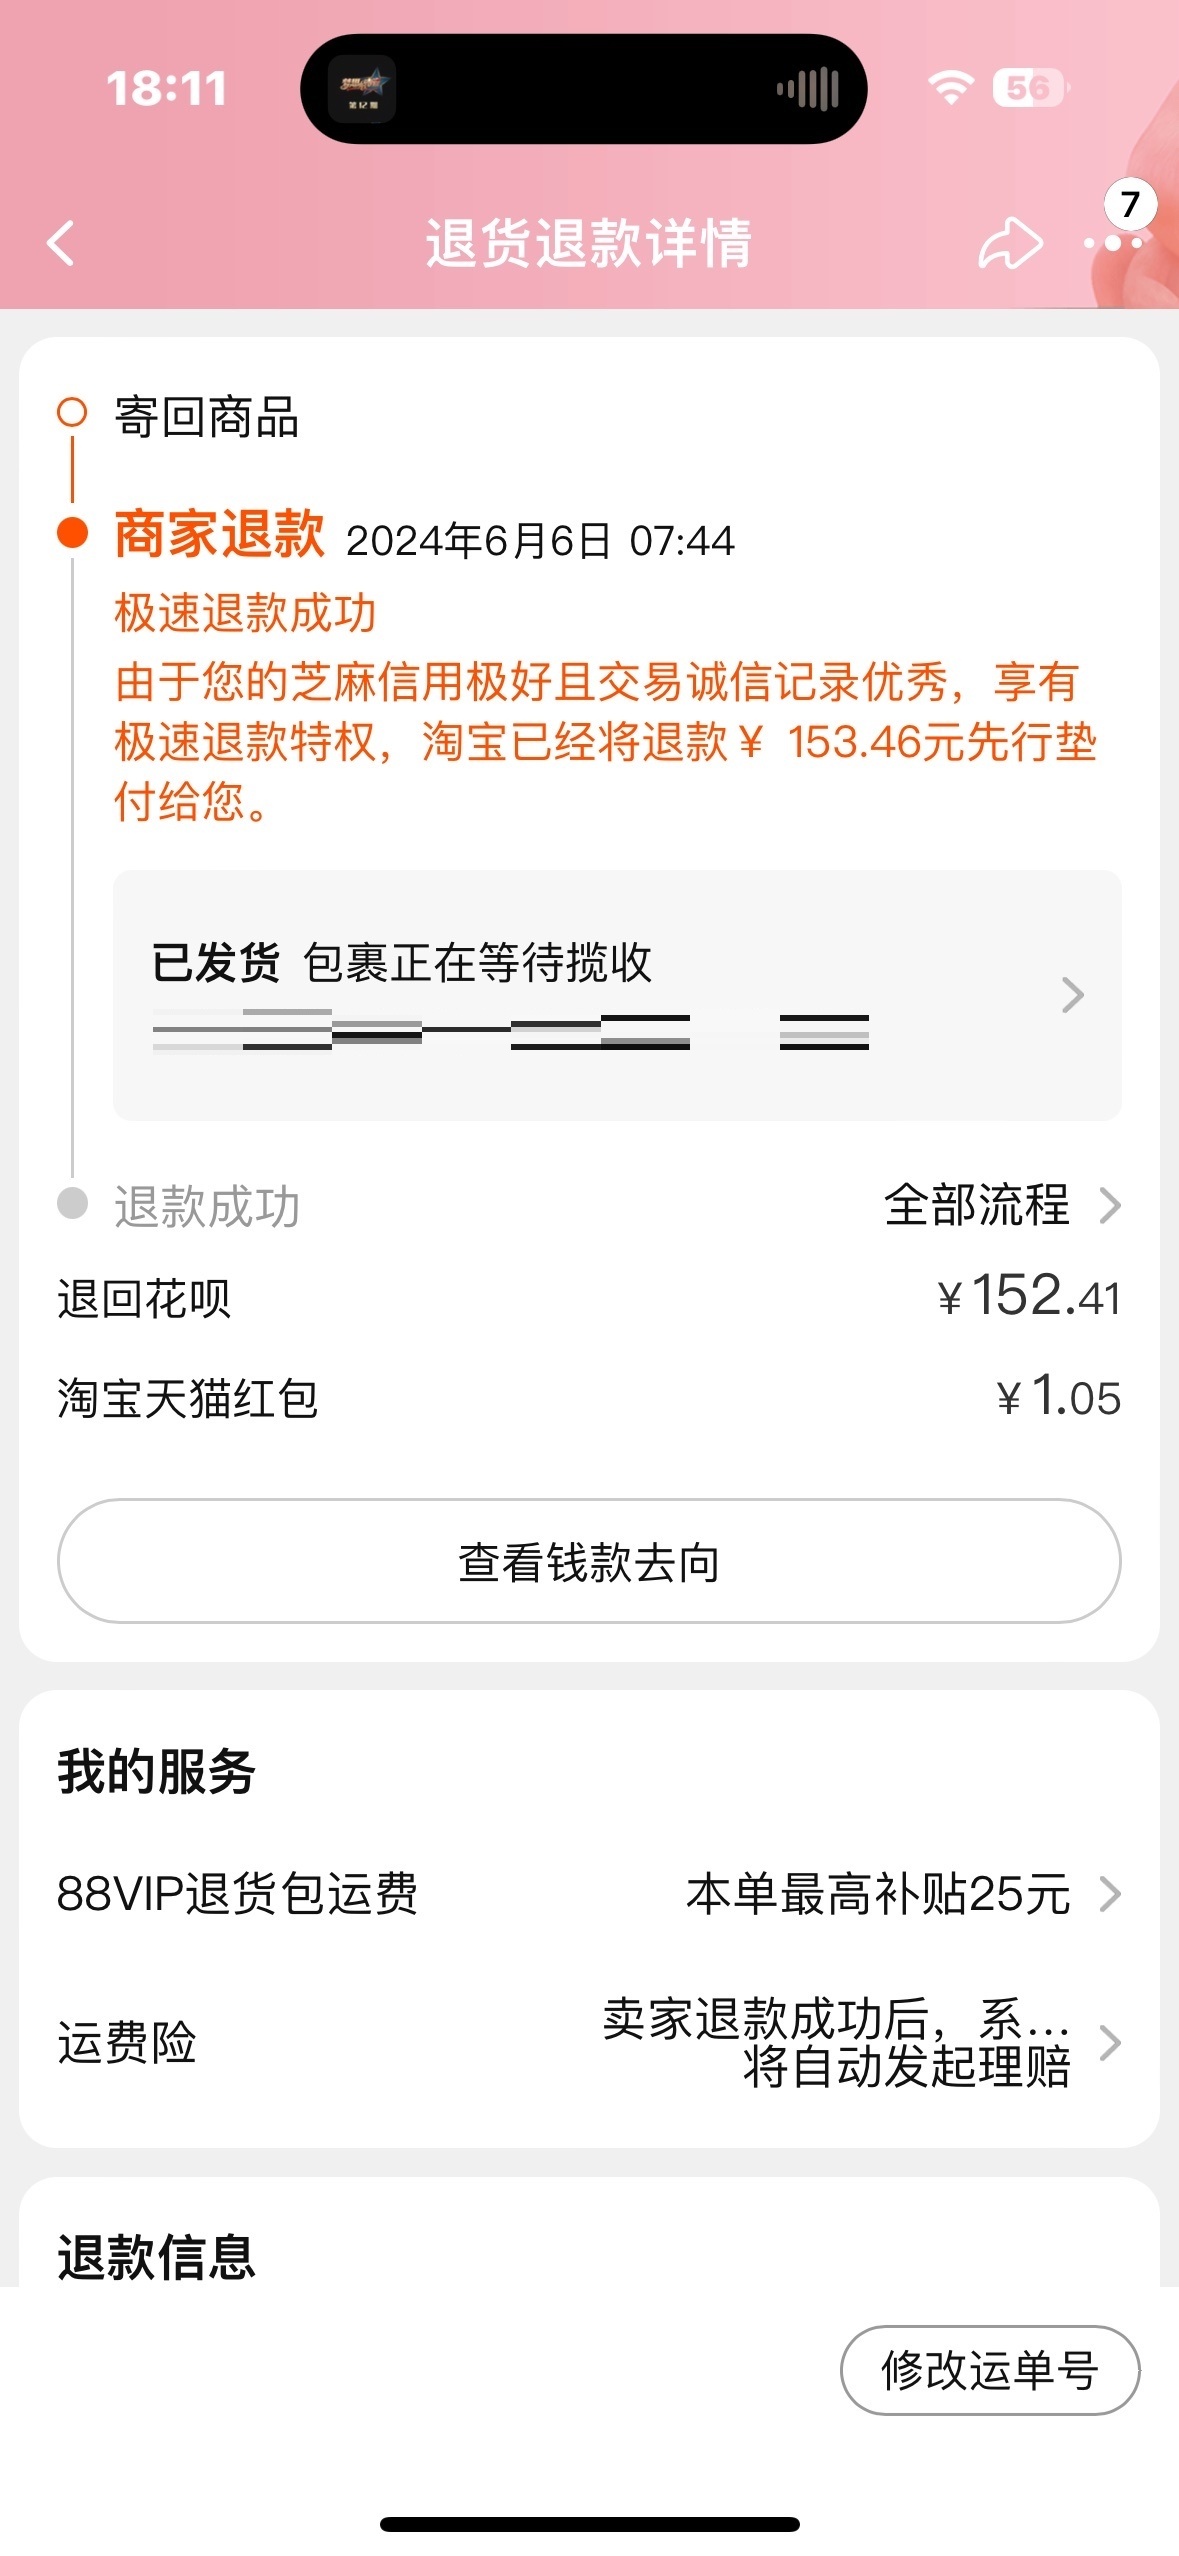 18:11
56
退货退款详情
7
寄回商品
商家退款 2024年6月6日 07:44
极速退款成功
由于您的芝麻信用极好且交易诚信记录优秀，享有
极速退款特权，淘宝已经将退款¥ 153.46元先行垫
付给您。
已发货 包裹正在等待揽收
退款成功 全部流程
退回花呗 ¥152.41
淘宝天猫红包 ¥1.05
查看钱款去向
我的服务
88VIP退货包运费 本单最高补贴25元
运费险 卖家退款成功后，系...
将自动发起理赔
退款信息
修改运单号